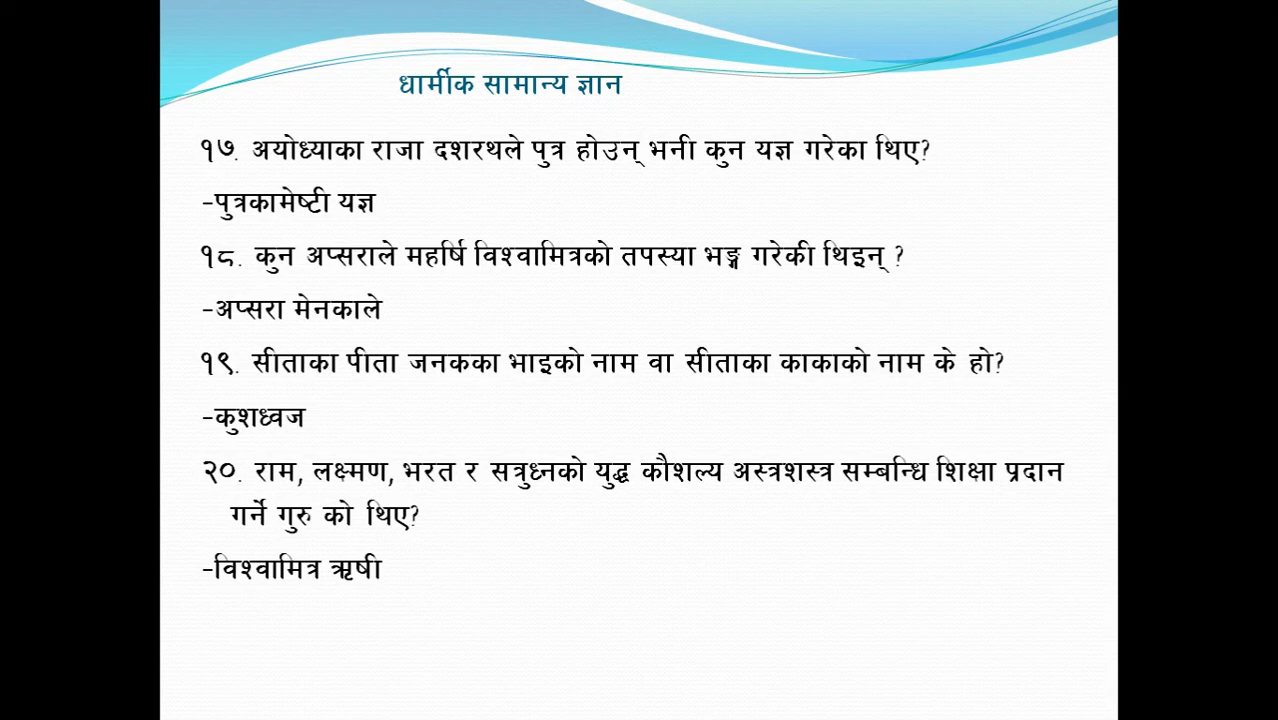 धार्मीक सामान्य ज्ञान
१७. अयोध्याका राजा दशरथले पुत्र होउन् भनी कुन यज्ञ गरेका थिए?
-पुत्रकामेष्टी यज्ञ
१८. कुन अप्सराले महर्षि विश्वामित्रको तपस्या भङ्ग गरेकी थिइन् ?
-अप्सरा मेनकाले
१९. सीताका पीता जनकका भाइको नाम वा सीताका काकाको नाम के हो?
-कुशध्वज
२०. राम, लक्ष्मण, भरत र सत्रुध्नको युद्ध कौशल्य अस्त्रशस्त्र सम्बन्धि शिक्षा प्रदान
गर्ने गुरु को थिए?
-विश्वामित्र ऋषी